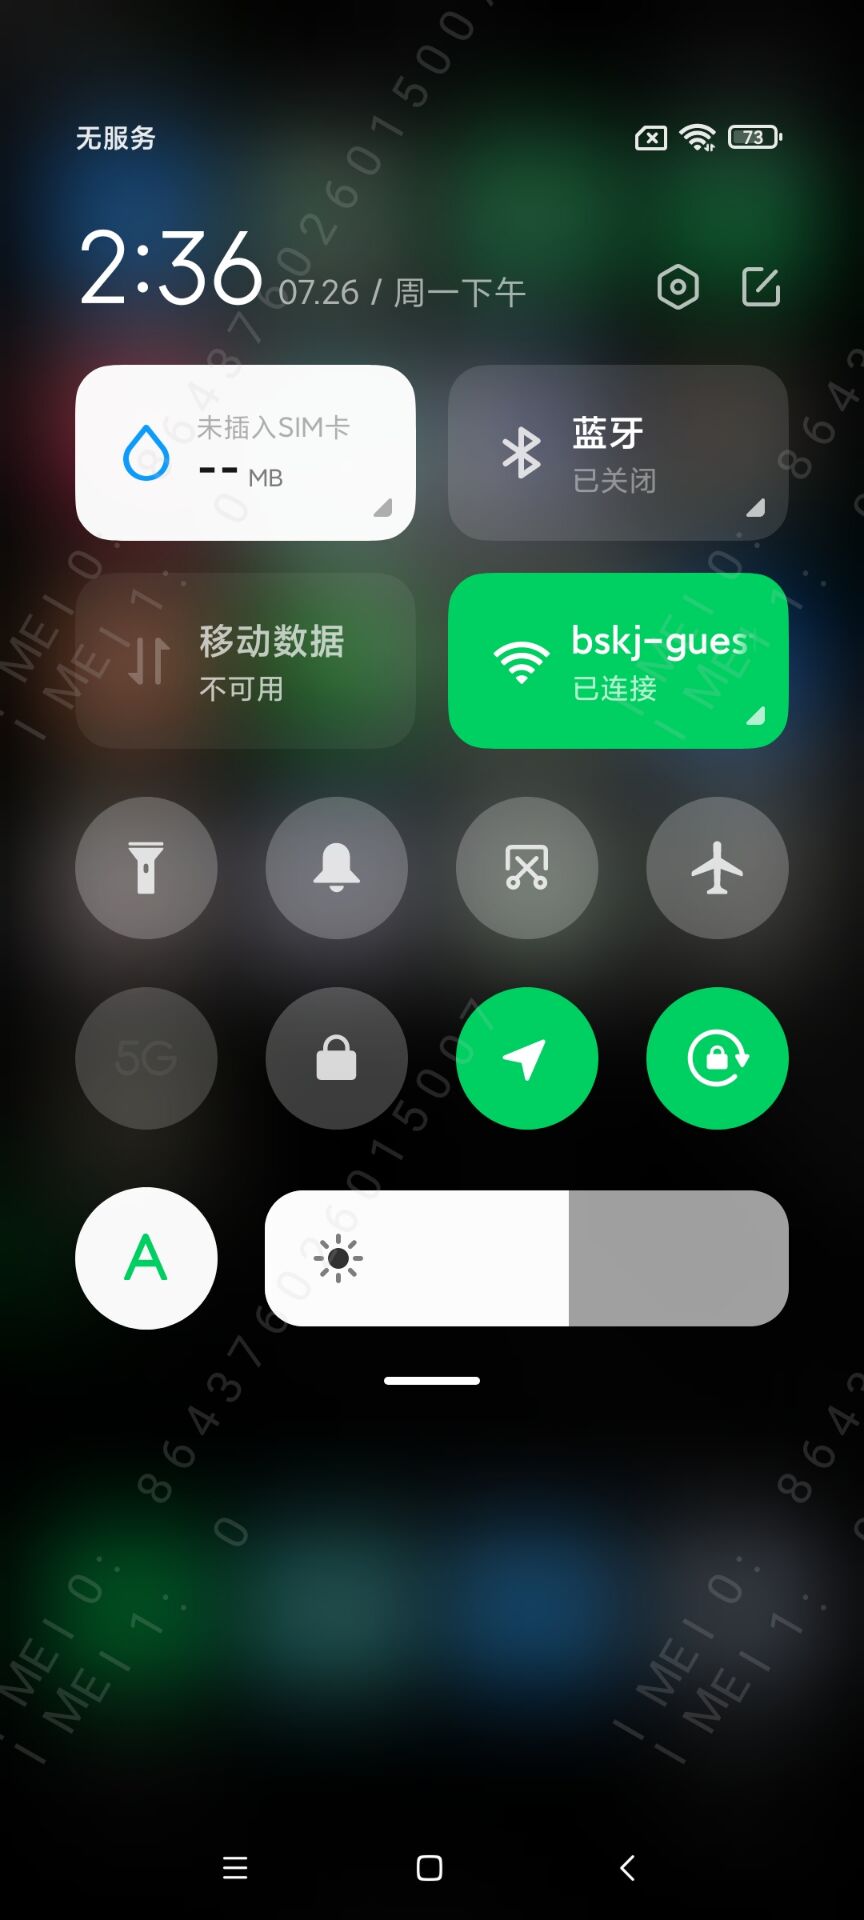 无服务
73
2:36 07.26 / 周一下午
未插入SIM卡
-- MB
蓝牙
已关闭
移动数据
不可用
bskj-gues
已连接
5G
A
IMEI 0: 864376026015007
IMEI 1: 0